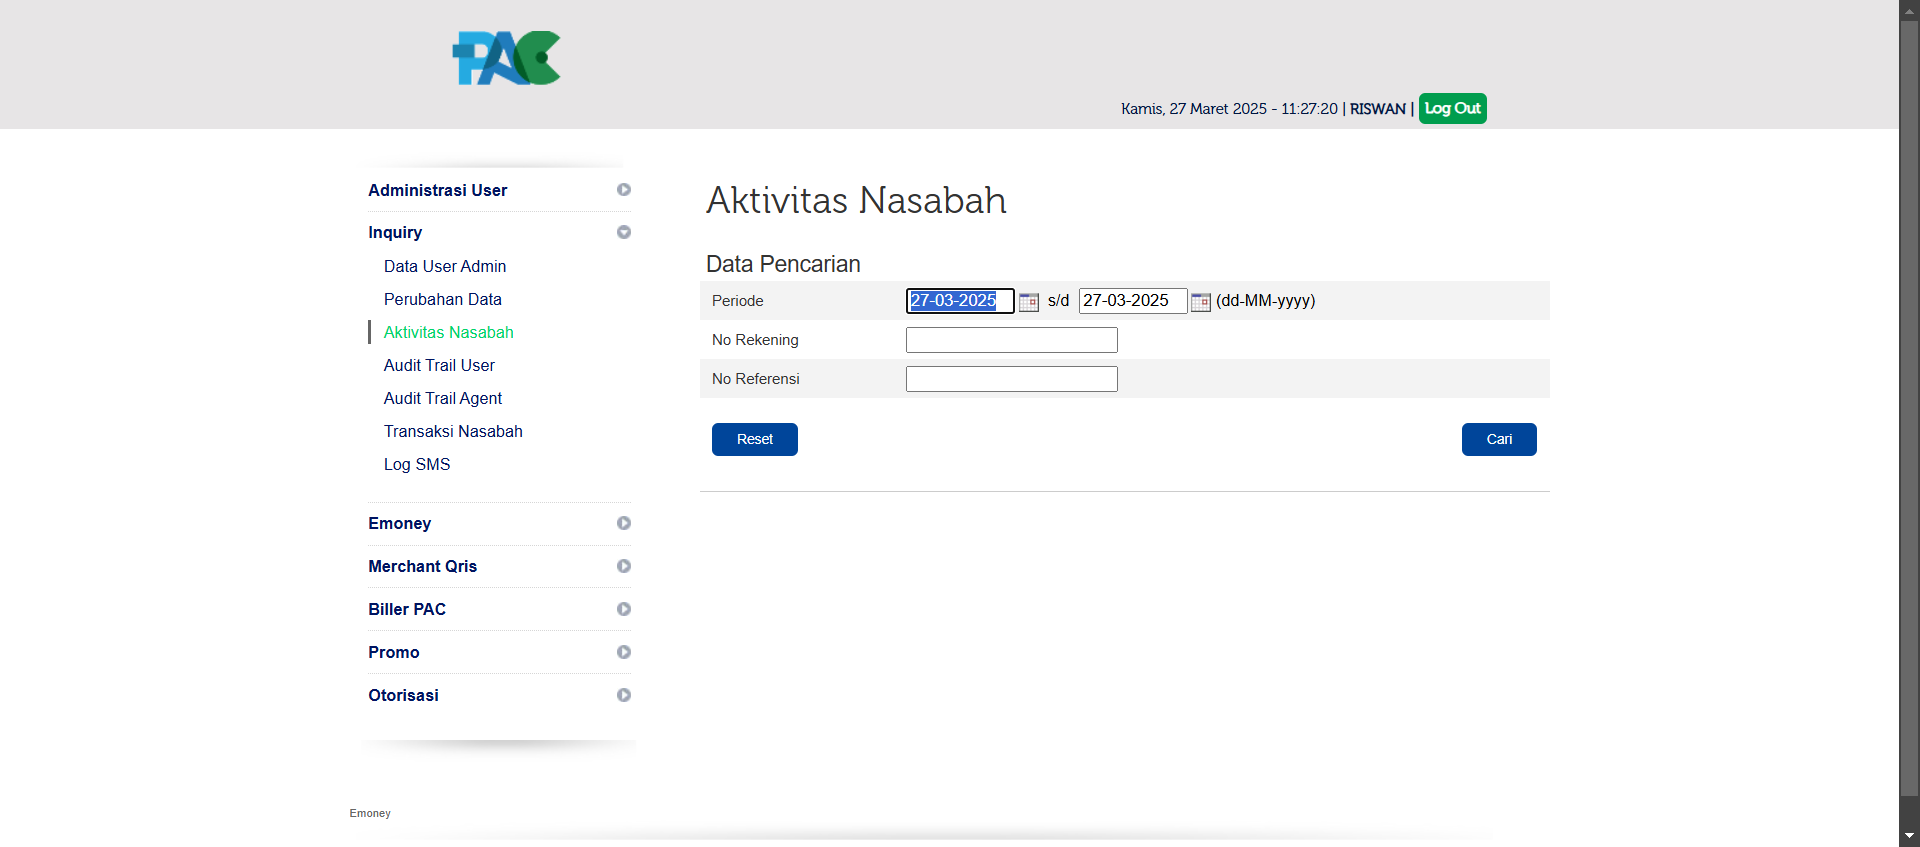 PAC
Kamis, 27 Maret 2025 - 11:27:20 | RISWAN | Log Out
Administrasi User
Inquiry
Data User Admin
Perubahan Data
Aktivitas Nasabah
Audit Trail User
Audit Trail Agent
Transaksi Nasabah
Log SMS
Emoney
Merchant Qris
Biller PAC
Promo
Otorisasi
Aktivitas Nasabah
Data Pencarian
Periode 27-03-2025 s/d 27-03-2025 (dd-MM-yyyy)
No Rekening
No Referensi
Reset Cari
Emoney